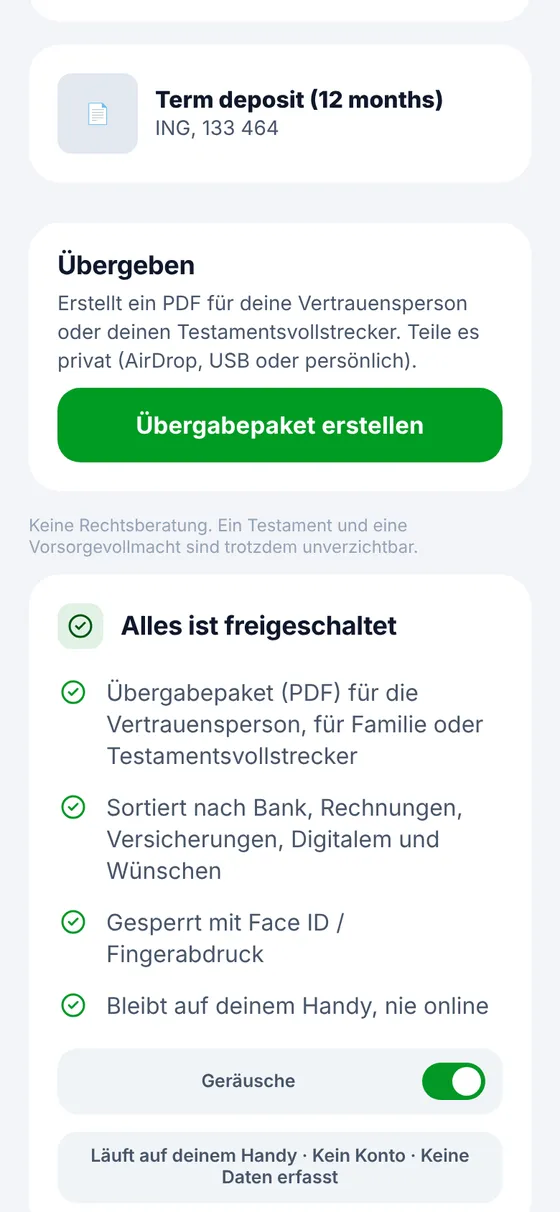 Term deposit (12 months)
ING, 133 464
Übergeben
Erstellt ein PDF für deine Vertrauensperson
oder deinen Testamentsvollstrecker. Teile es
privat (AirDrop, USB oder persönlich).
Übergabepaket erstellen
Keine Rechtsberatung. Ein Testament und eine
Vorsorgevollmacht sind trotzdem unverzichtbar.
Alles ist freigeschaltet
Übergabepaket (PDF) für die
Vertrauensperson, für Familie oder
Testamentsvollstrecker
Sortiert nach Bank, Rechnungen,
Versicherungen, Digitalem und
Wünschen
Gesperrt mit Face ID /
Fingerabdruck
Bleibt auf deinem Handy, nie online
Geräusche
Läuft auf deinem Handy · Kein Konto · Keine
Daten erfasst